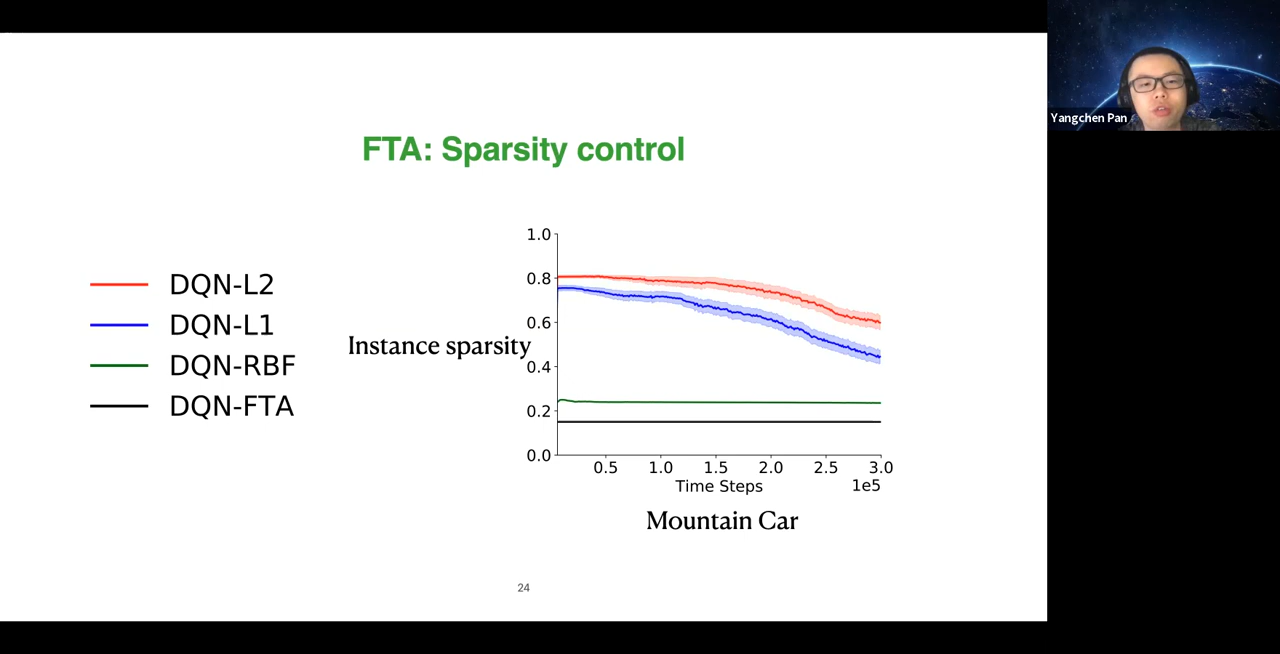 Yangchen Pan
FTA: Sparsity control
DQN-L2
DQN-L1
DQN-RBF
DQN-FTA
Instance sparsity
1.0
0.8
0.6
0.4
0.2
0.0
0.5 1.0 1.5 2.0 2.5 3.0
Time Steps 1e5
Mountain Car
24